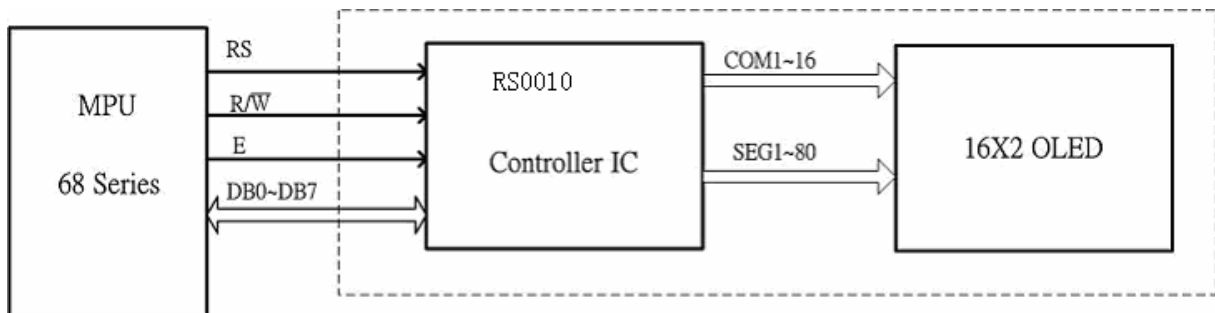 MPU
68 Series
RS
R/W̅
E
DB0~DB7
RS0010
Controller IC
COM1~16
SEG1~80
16X2 OLED